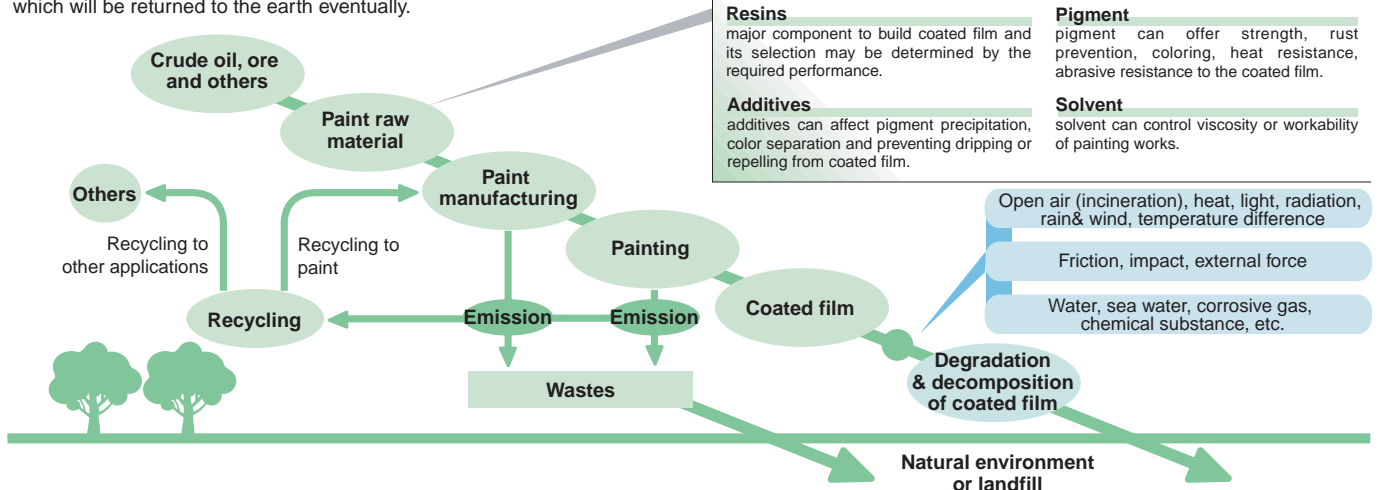 which will be returned to the earth eventually.
Resins
major component to build coated film and
its selection may be determined by the
required performance.
Pigment
pigment can offer strength, rust
prevention, coloring, heat resistance,
abrasive resistance to the coated film.
Additives
additives can affect pigment precipitation,
color separation and preventing dripping or
repelling from coated film.
Solvent
solvent can control viscosity or workability
of painting works.
Crude oil, ore
and others
Paint raw
material
Paint
manufacturing
Painting
Coated film
Others
Recycling to
other applications
Recycling to
paint
Recycling
Emission
Emission
Wastes
Open air (incineration), heat, light, radiation,
rain& wind, temperature difference
Friction, impact, external force
Water, sea water, corrosive gas,
chemical substance, etc.
Degradation
& decomposition
of coated film
Natural environment
or landfill